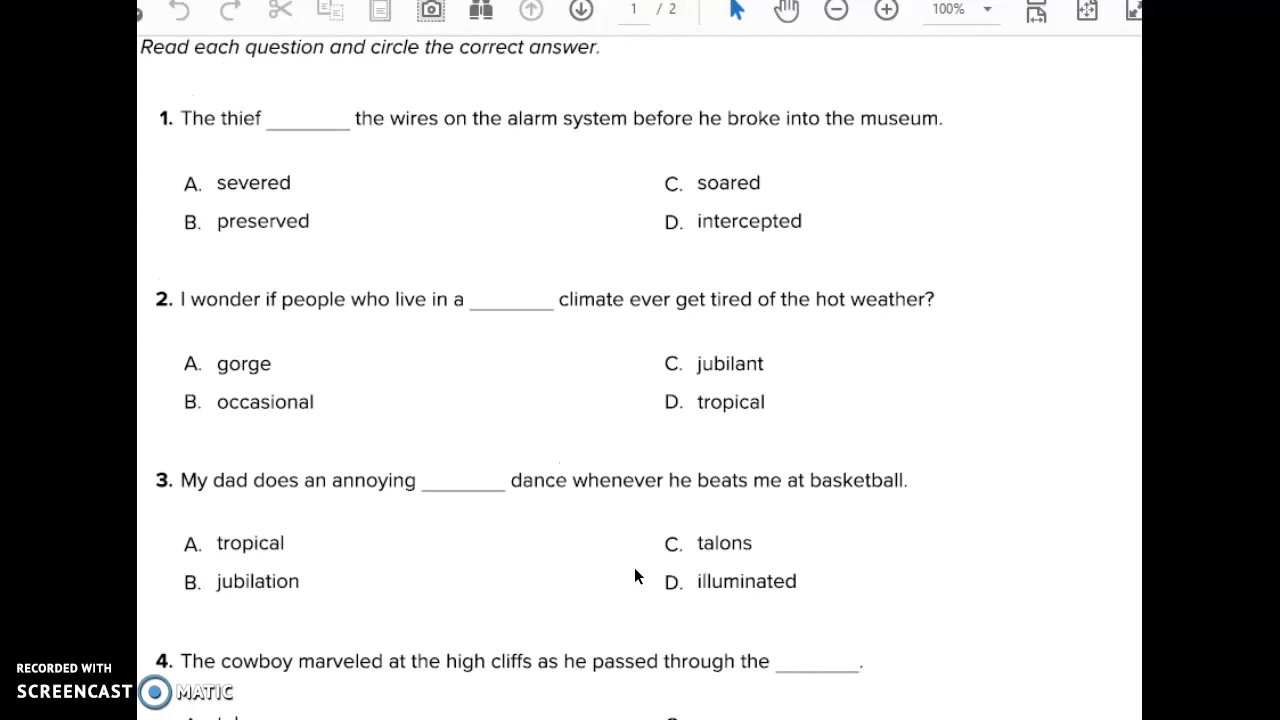 1 / 2
100%
Read each question and circle the correct answer.
1. The thief ________ the wires on the alarm system before he broke into the museum.
A. severed
C. soared
B. preserved
D. intercepted
2. I wonder if people who live in a ________ climate ever get tired of the hot weather?
A. gorge
C. jubilant
B. occasional
D. tropical
3. My dad does an annoying ________ dance whenever he beats me at basketball.
A. tropical
C. talons
B. jubilation
D. illuminated
4. The cowboy marveled at the high cliffs as he passed through the ________.
RECORDED WITH
SCREENCAST MATIC